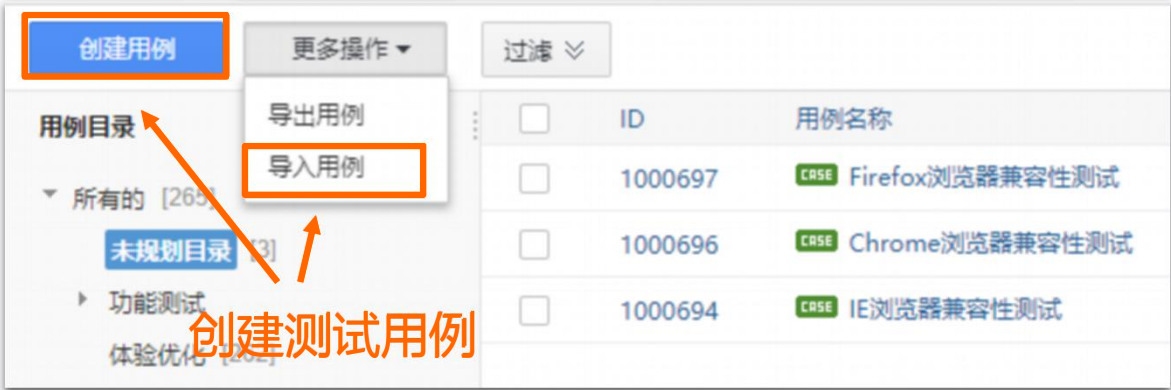 创建用例
更多操作
过滤
导出用例
导入用例
用例目录
所有的 [265]
未规划目录 [3]
功能测试
体验优化 [262]
创建测试用例
ID 用例名称
1000697 CASE Firefox浏览器兼容性测试
1000696 CASE Chrome浏览器兼容性测试
1000694 CASE IE浏览器兼容性测试